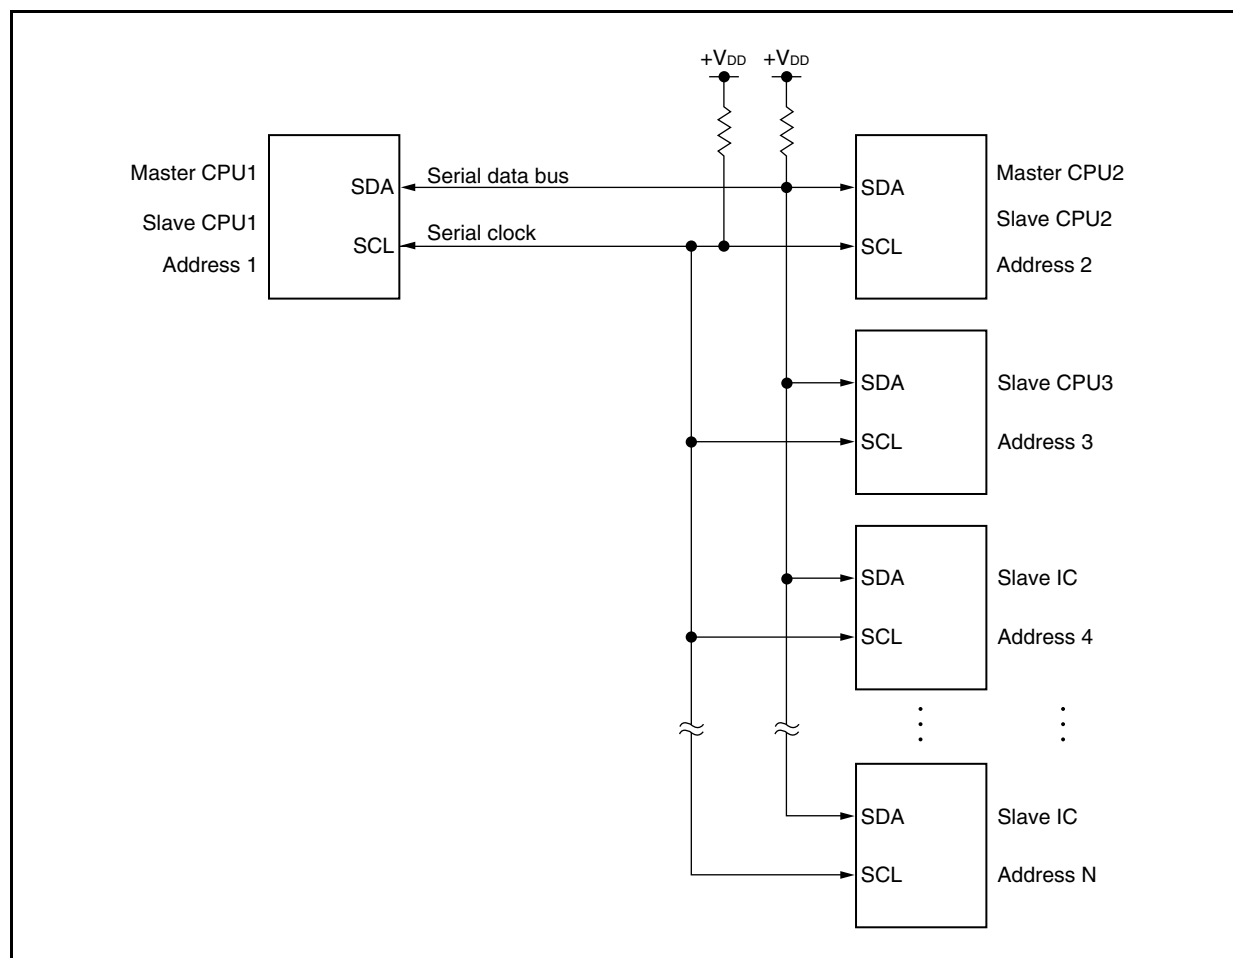 +VDD +VDD
Master CPU1
Slave CPU1
Address 1
SDA
SCL
Serial data bus
Serial clock
SDA
SCL
Master CPU2
Slave CPU2
Address 2
SDA
SCL
Slave CPU3
Address 3
SDA
SCL
Slave IC
Address 4
SDA
SCL
Slave IC
Address N